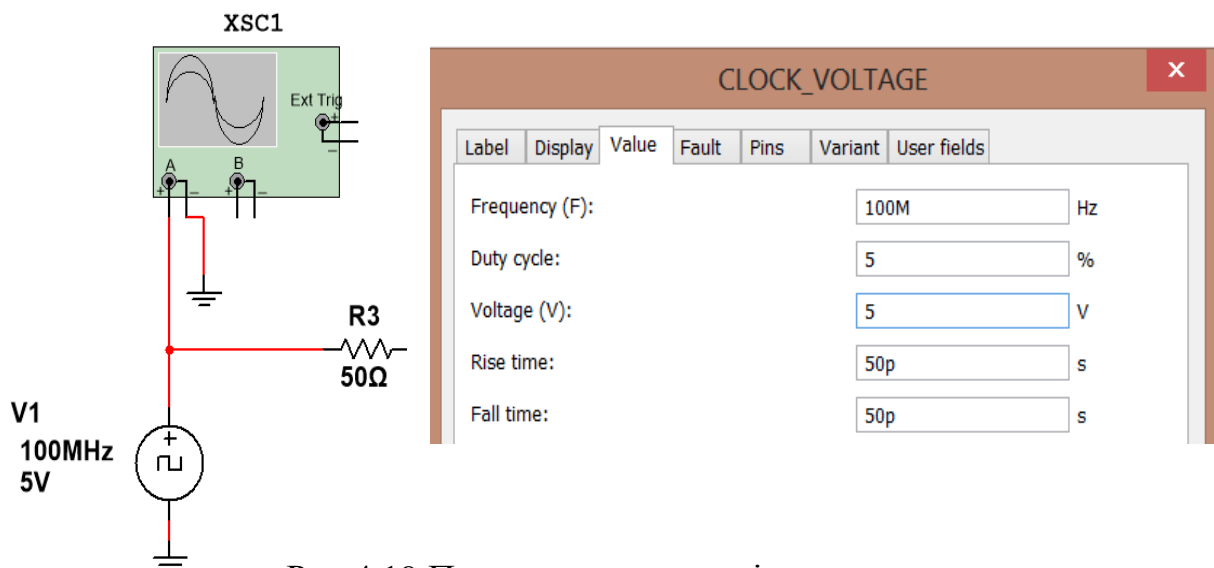 XSC1
Ext Trig
+
−
A
B
+
−
+
−
R3
50Ω
V1
100MHz
5V
+
CLOCK_VOLTAGE
x
Label Display Value Fault Pins Variant User fields
Frequency (F): 100M Hz
Duty cycle: 5 %
Voltage (V): 5 V
Rise time: 50p s
Fall time: 50p s